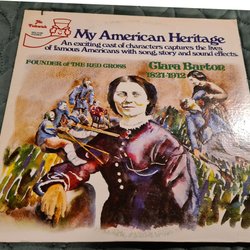 My American Heritage
An exciting cast of characters captures the lives
of famous Americans with song, story and sound effects.
FOUNDER of THE RED CROSS
Clara Barton
1821-1912